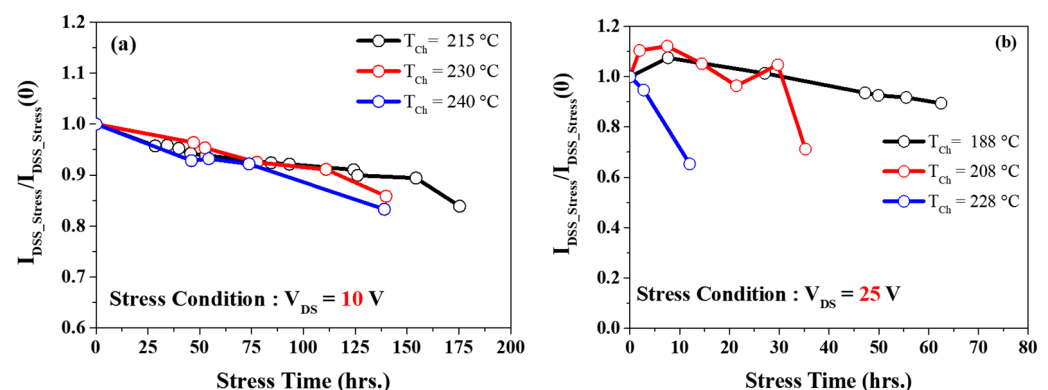 (a)
T_Ch = 215 °C
T_Ch = 230 °C
T_Ch = 240 °C
I_DSS_Stress/I_DSS_Stress(0)
1.2
1.1
1.0
0.9
0.8
0.7
0.6
Stress Condition : V_DS = 10 V
0 25 50 75 100 125 150 175 200
Stress Time (hrs.)
(b)
T_Ch = 188 °C
T_Ch = 208 °C
T_Ch = 228 °C
I_DSS_Stress/I_DSS_Stress(0)
1.2
1.0
0.8
0.6
0.4
0.2
0.0
Stress Condition : V_DS = 25 V
0 10 20 30 40 50 60 70 80
Stress Time (hrs.)